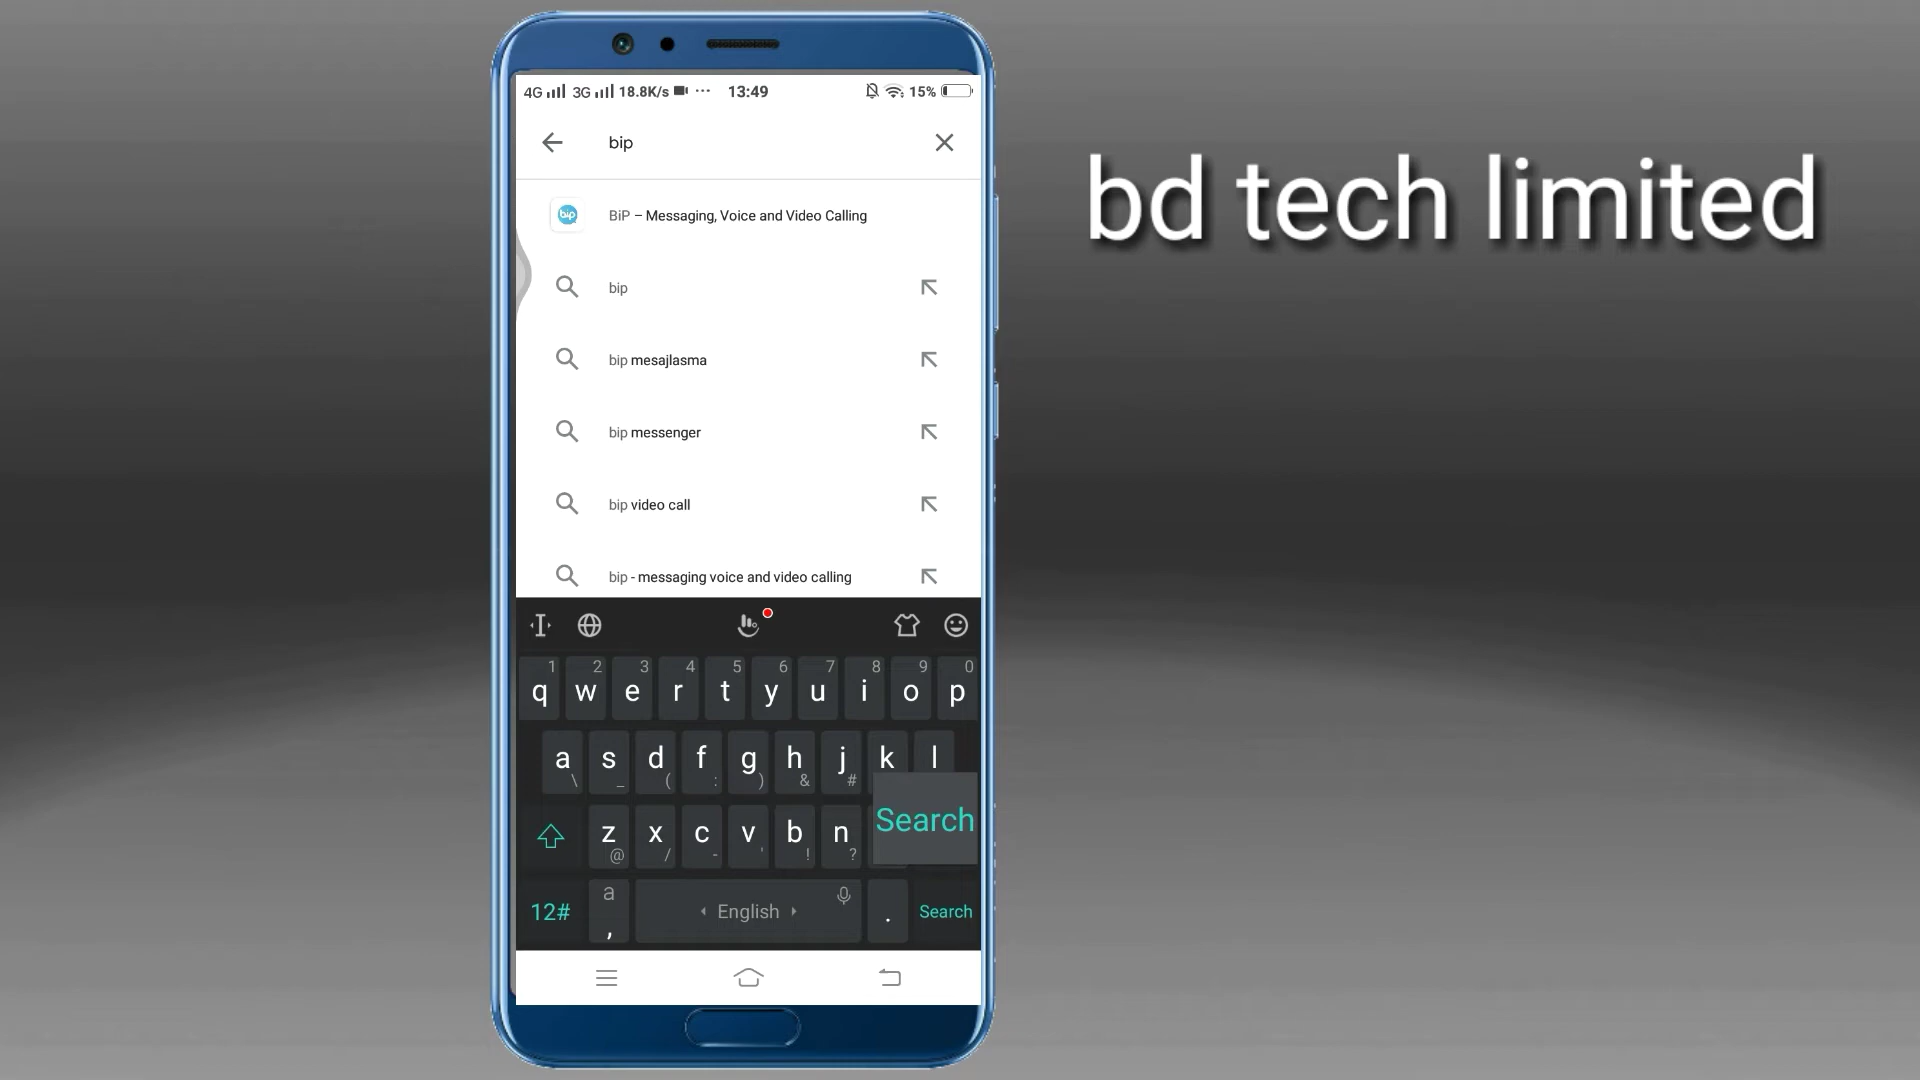 4G 3G 18.8K/s ... 13:49 15%
bip
bd tech limited
bip
BiP – Messaging, Voice and Video Calling
bip
bip mesajlasma
bip messenger
bip video call
bip - messaging voice and video calling
1 2 3 4 5 6 7 8 9 0
q w e r t y u i o p
a s d f g h j k l
\ _ ( : ) & #
Search
z x c v b n
@ / - ' ! ?
12# a , English . Search